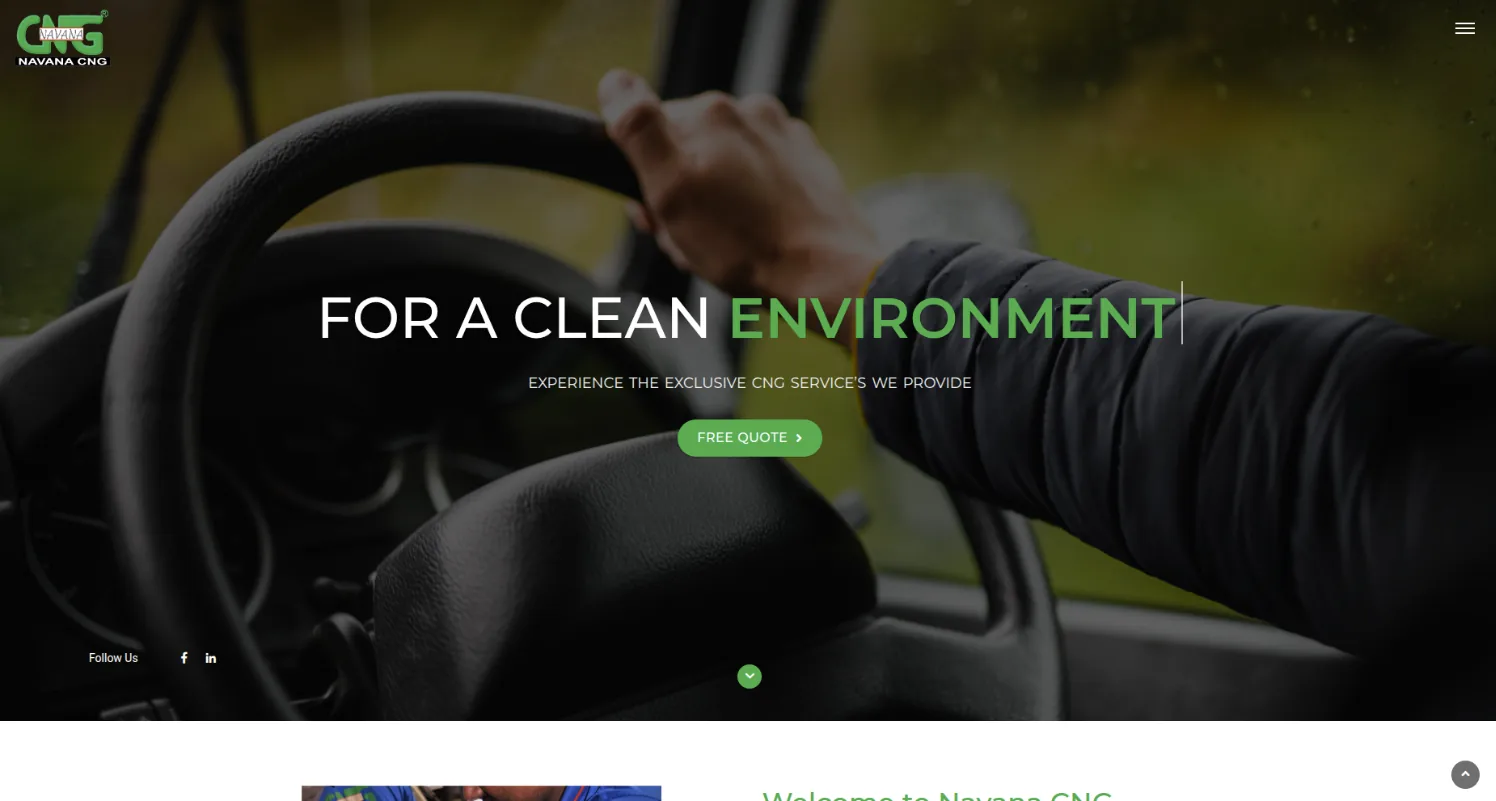 CNG®
NAVANA
NAVANA CNG
FOR A CLEAN ENVIRONMENT
EXPERIENCE THE EXCLUSIVE CNG SERVICE'S WE PROVIDE
FREE QUOTE
Follow Us
Welcome to Navana CNG